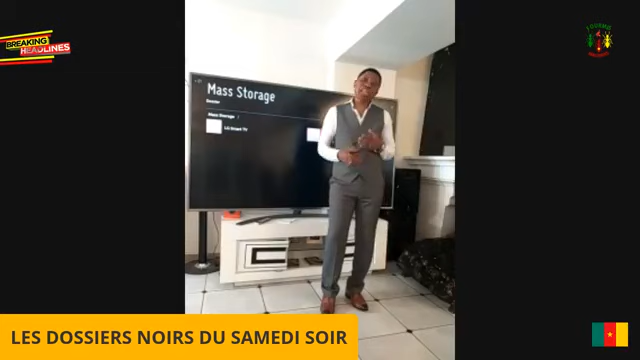 BREAKING
HEADLINES
Mass Storage
Mass Storage
LG Smart TV
LES DOSSIERS NOIRS DU SAMEDI SOIR